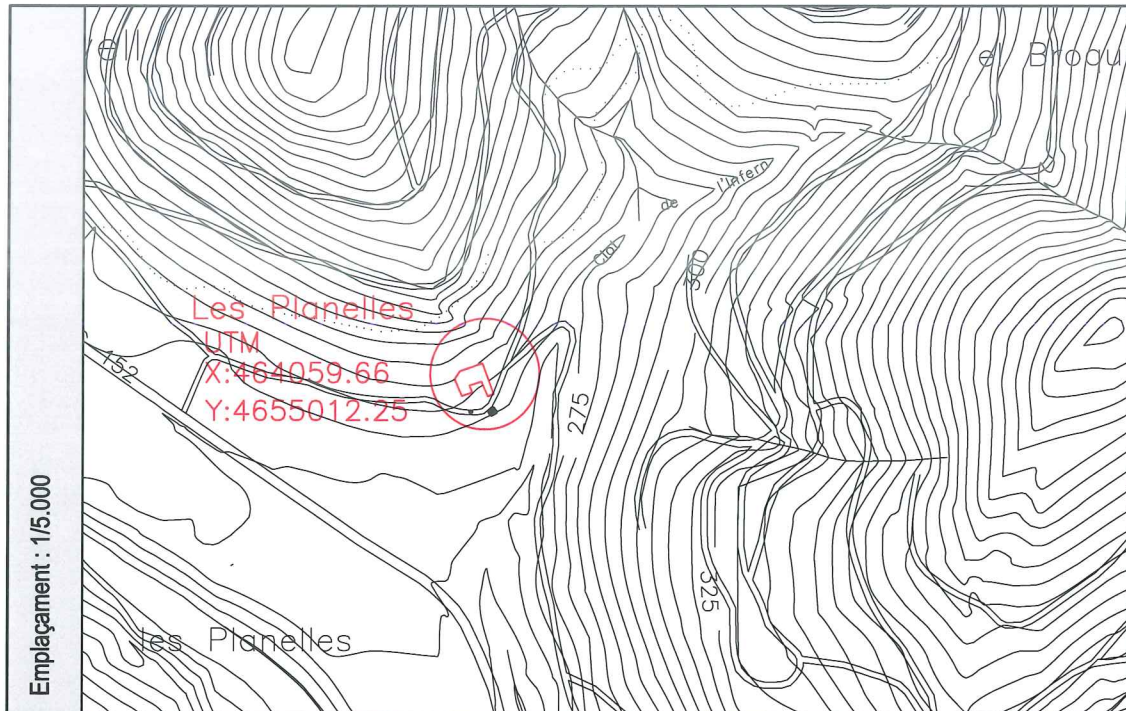 el Broqu
l'Infern
de
Clot
Les Planelles
UTM
X:464059.66
Y:4655012.25
152
275
325
les Planelles
Emplaçament : 1/5.000